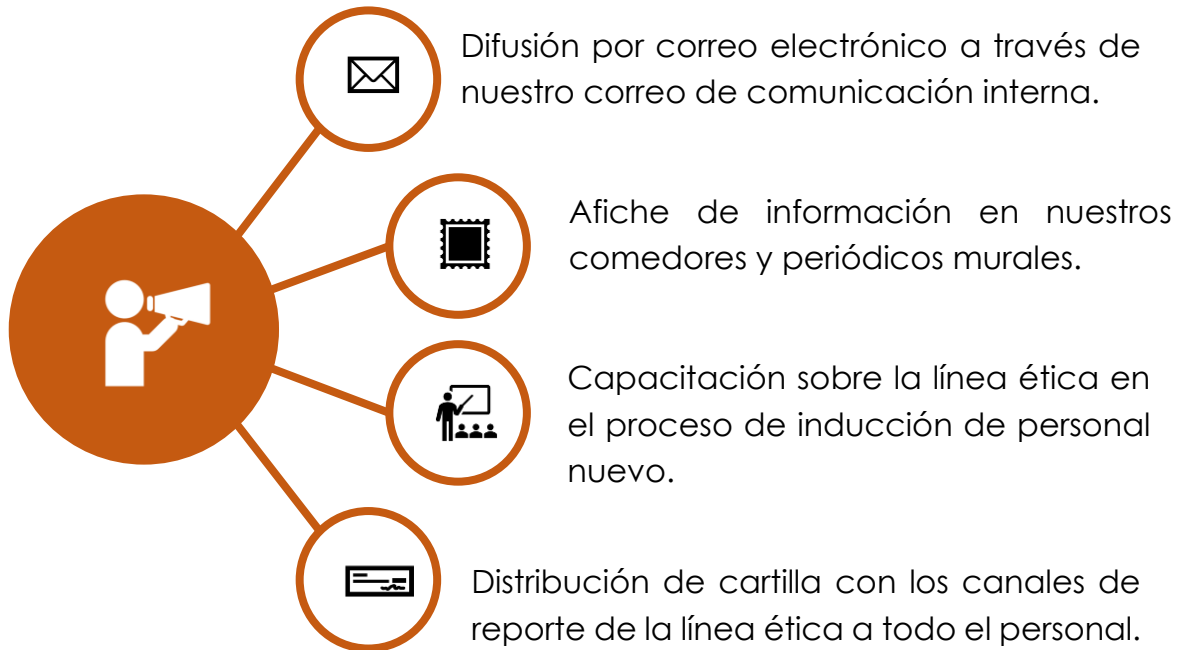 Difusión por correo electrónico a través de
nuestro correo de comunicación interna.
Afiche de información en nuestros
comedores y periódicos murales.
Capacitación sobre la línea ética en
el proceso de inducción de personal
nuevo.
Distribución de cartilla con los canales de
reporte de la línea ética a todo el personal.